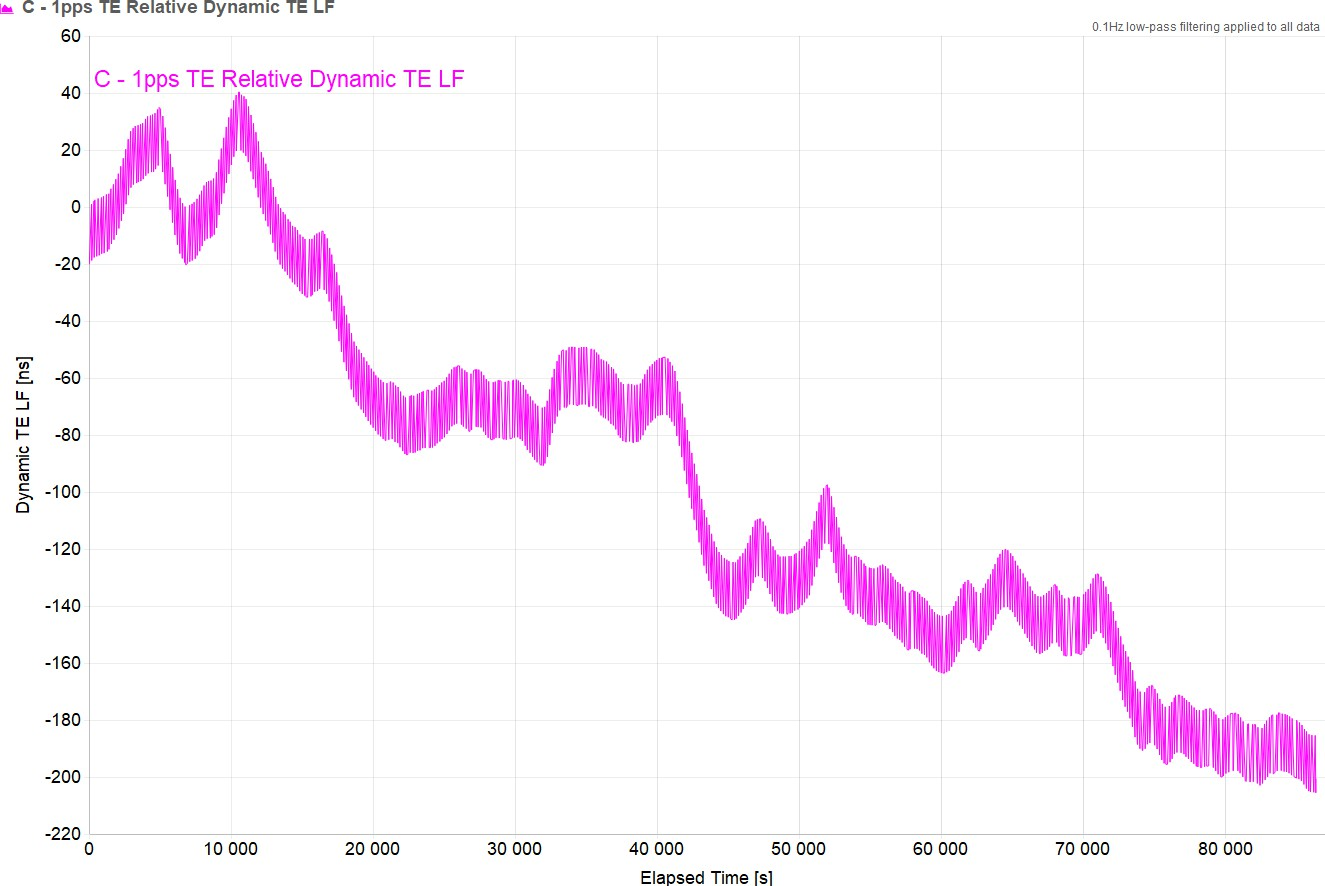 C - 1pps TE Relative Dynamic TE LF
0.1Hz low-pass filtering applied to all data
C - 1pps TE Relative Dynamic TE LF
60
40
20
0
-20
-40
-60
-80
-100
-120
-140
-160
-180
-200
-220
Dynamic TE LF [ns]
0 10 000 20 000 30 000 40 000 50 000 60 000 70 000 80 000
Elapsed Time [s]